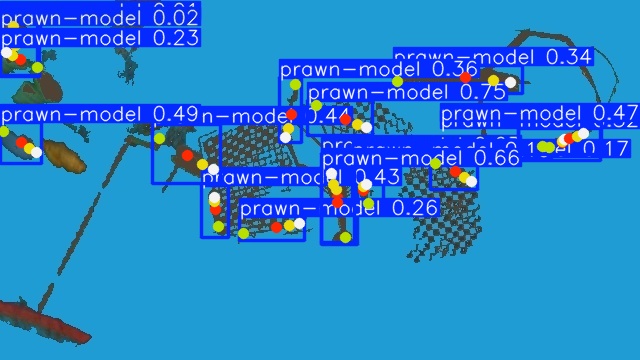 prawn-model 0.02
prawn-model 0.23
prawn-model 0.34
prawn-model 0.36
prawn-model 0.75
prawn-model 0.49
n-model 0.44
prawn-model 0.47
prawn-model 0.66
0.17
prawn-model 0.43
prawn-model 0.26